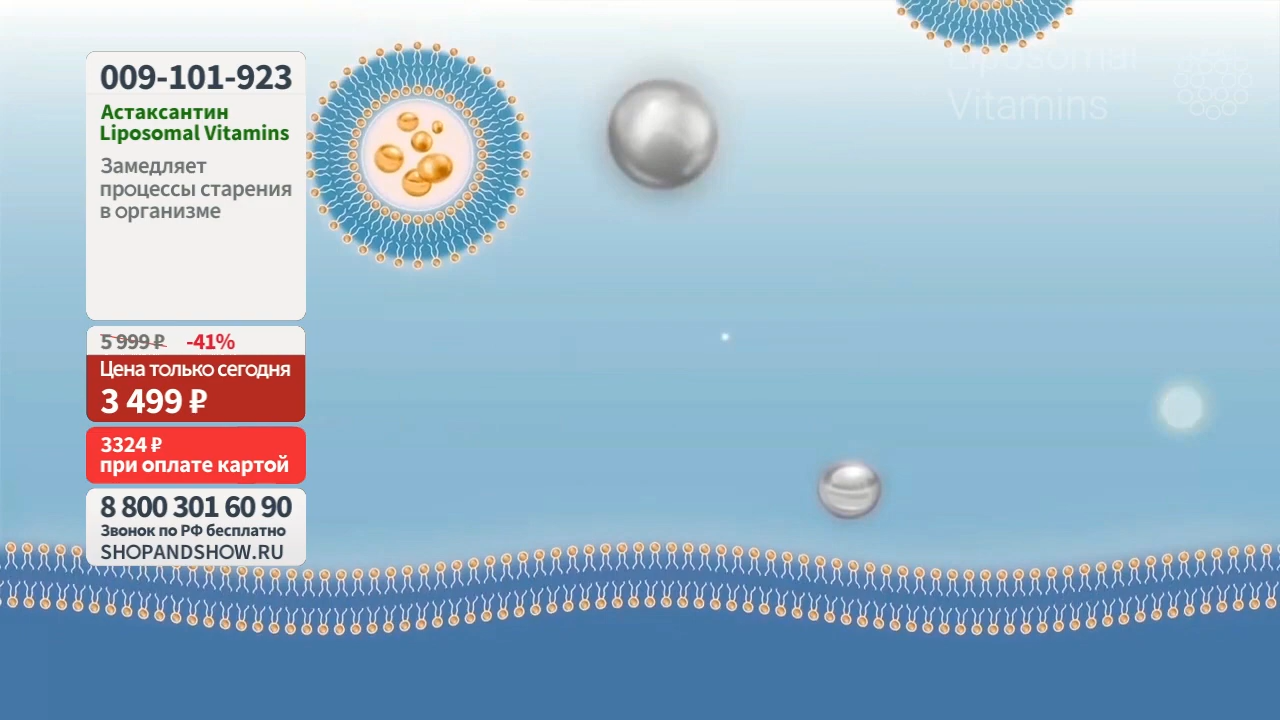 009-101-923
Астаксантин
Liposomal Vitamins
Замедляет
процессы старения
в организме
5 999 ₽ -41%
Цена только сегодня
3 499 ₽
3324 ₽
при оплате картой
8 800 301 60 90
Звонок по РФ бесплатно
SHOPANDSHOW.RU
Liposomal
Vitamins